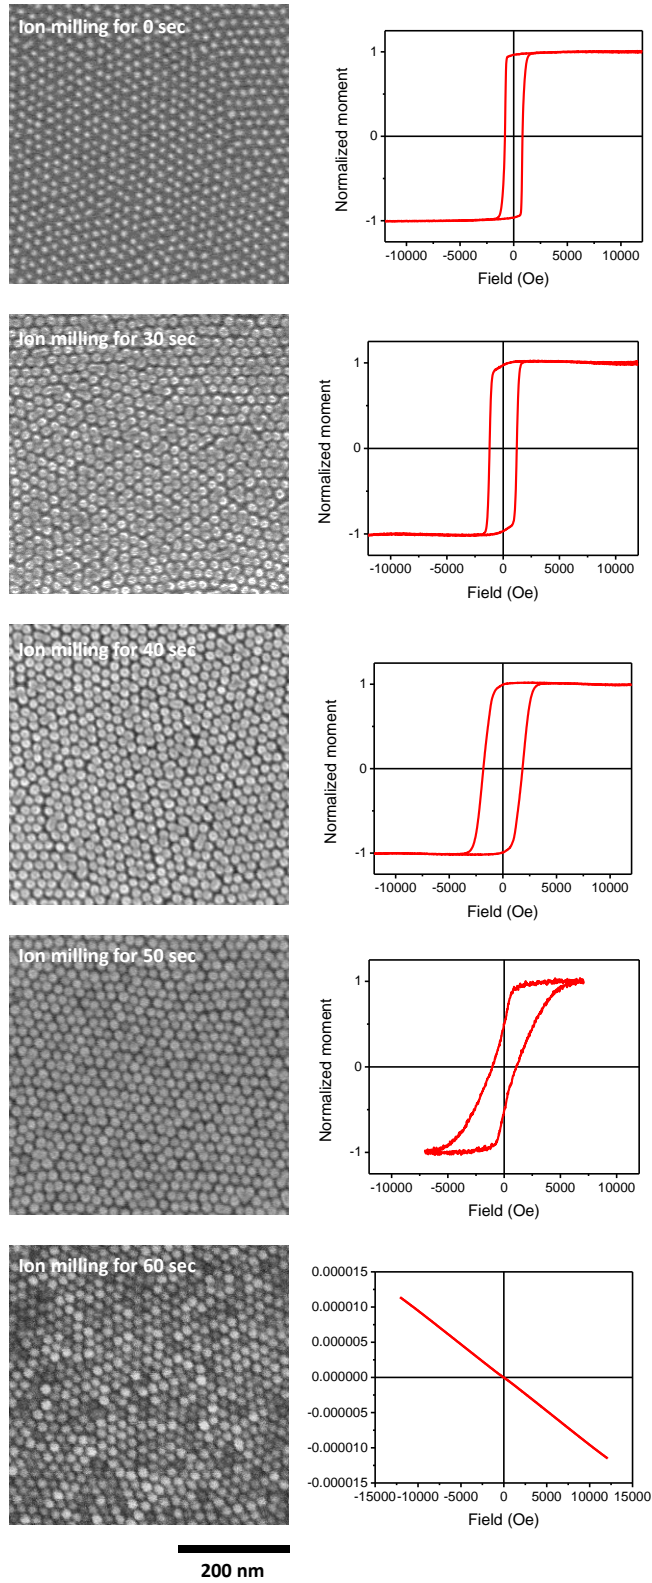 Ion milling for 0 sec
Normalized moment
1
0
-1
-10000 -5000 0 5000 10000
Field (Oe)
Ion milling for 30 sec
Normalized moment
1
0
-1
-10000 -5000 0 5000 10000
Field (Oe)
Ion milling for 40 sec
Normalized moment
1
0
-1
-10000 -5000 0 5000 10000
Field (Oe)
Ion milling for 50 sec
Normalized moment
1
0
-1
-10000 -5000 0 5000 10000
Field (Oe)
Ion milling for 60 sec
0.000015
0.000010
0.000005
0.000000
-0.000005
-0.000010
-0.000015
-15000 -10000 -5000 0 5000 10000 15000
Field (Oe)
200 nm